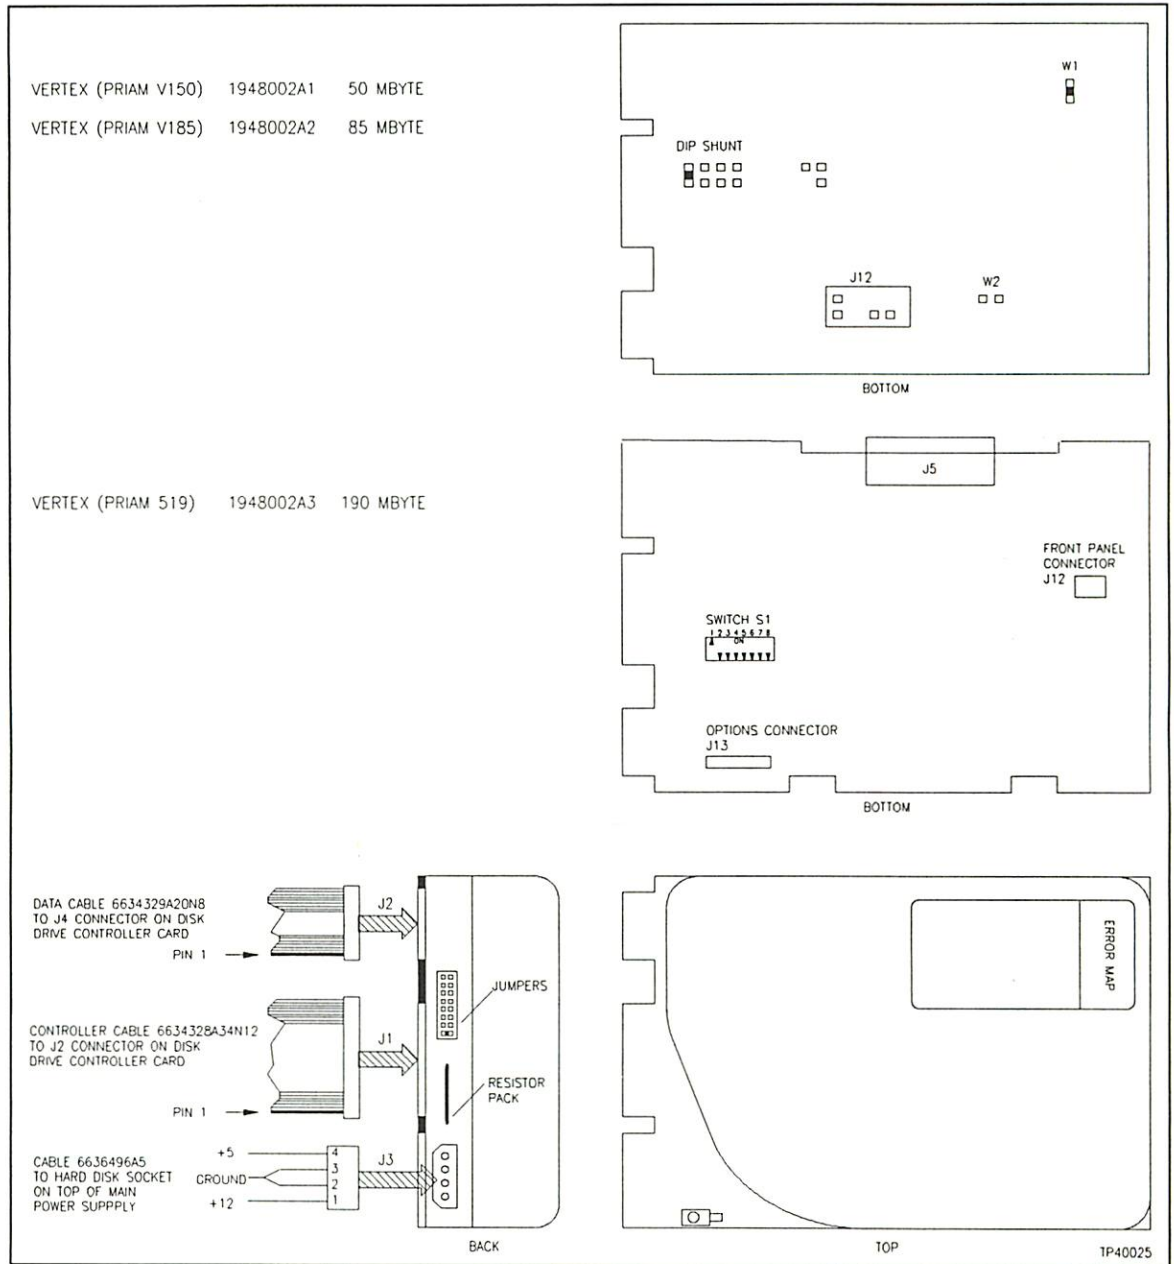 VERTEX (PRIAM V150) 1948002A1 50 MBYTE
VERTEX (PRIAM V185) 1948002A2 85 MBYTE
W1
DIP SHUNT
J12
W2
BOTTOM
VERTEX (PRIAM 519) 1948002A3 190 MBYTE
J5
FRONT PANEL
CONNECTOR
J12
SWITCH S1
1 2 3 4 5 6 7 8
ON
OPTIONS CONNECTOR
J13
BOTTOM
DATA CABLE 6634329A20N8
TO J4 CONNECTOR ON DISK
DRIVE CONTROLLER CARD
PIN 1
J2
JUMPERS
CONTROLLER CABLE 6634328A34N12
TO J2 CONNECTOR ON DISK
DRIVE CONTROLLER CARD
PIN 1
J1
RESISTOR
PACK
CABLE 6636496A5
TO HARD DISK SOCKET
ON TOP OF MAIN
POWER SUPPPLY
+5
GROUND
+12
4
3
2
1
J3
BACK
ERROR MAP
TOP
TP40025